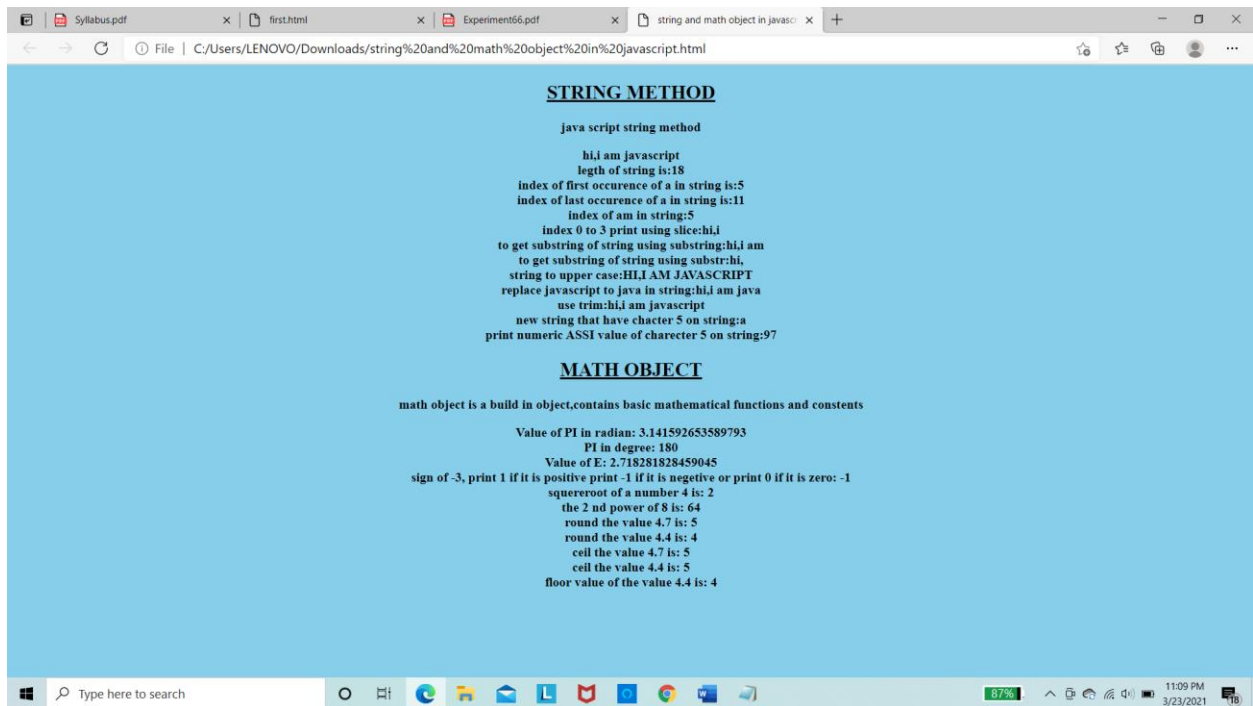 Syllabus.pdf
first.html
Experiment66.pdf
string and math object in javasc
File | C:/Users/LENOVO/Downloads/string%20and%20math%20object%20in%20javascript.html
STRING METHOD
java script string method
hi,i am javascript
legth of string is:18
index of first occurence of a in string is:5
index of last occurence of a in string is:11
index of am in string:5
index 0 to 3 print using slice:hi,i
to get substring of string using substring:hi,i am
to get substring of string using substr:hi,
string to upper case:HI,I AM JAVASCRIPT
replace javascript to java in string:hi,i am java
use trim:hi,i am javascript
new string that have chacter 5 on string:a
print numeric ASSI value of charecter 5 on string:97
MATH OBJECT
math object is a build in object,contains basic mathematical functions and constents
Value of PI in radian: 3.141592653589793
PI in degree: 180
Value of E: 2.718281828459045
sign of -3, print 1 if it is positive print -1 if it is negetive or print 0 if it is zero: -1
squereroot of a number 4 is: 2
the 2 nd power of 8 is: 64
round the value 4.7 is: 5
round the value 4.4 is: 4
ceil the value 4.7 is: 5
ceil the value 4.4 is: 5
floor value of the value 4.4 is: 4
Type here to search
L
87%
11:09 PM
3/23/2021
18